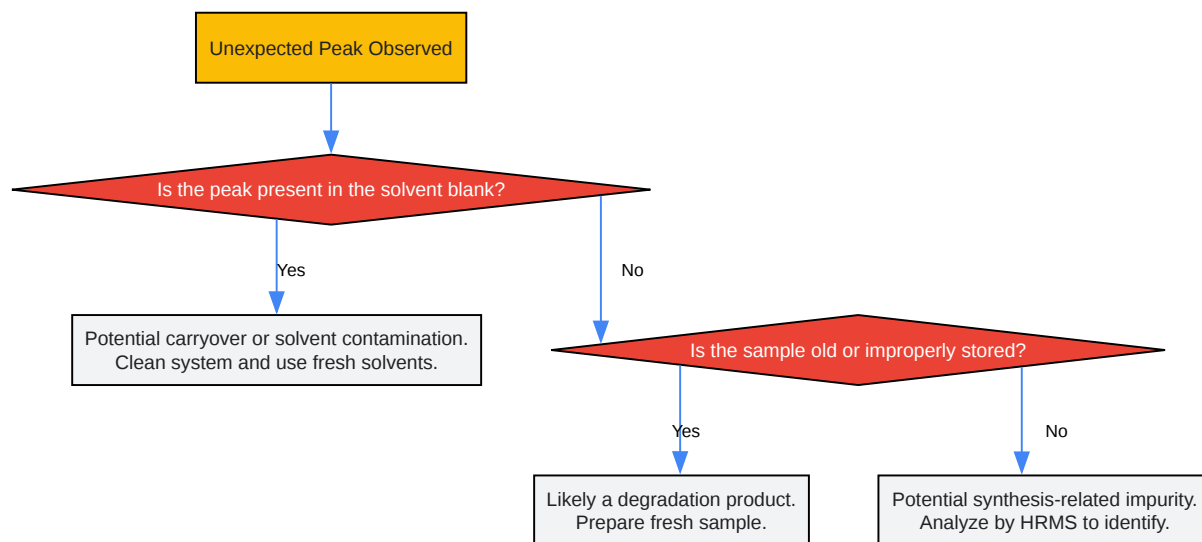 Unexpected Peak Observed
Is the peak present in the solvent blank?
Yes
No
Potential carryover or solvent contamination.
Clean system and use fresh solvents.
Is the sample old or improperly stored?
Yes
No
Likely a degradation product.
Prepare fresh sample.
Potential synthesis-related impurity.
Analyze by HRMS to identify.